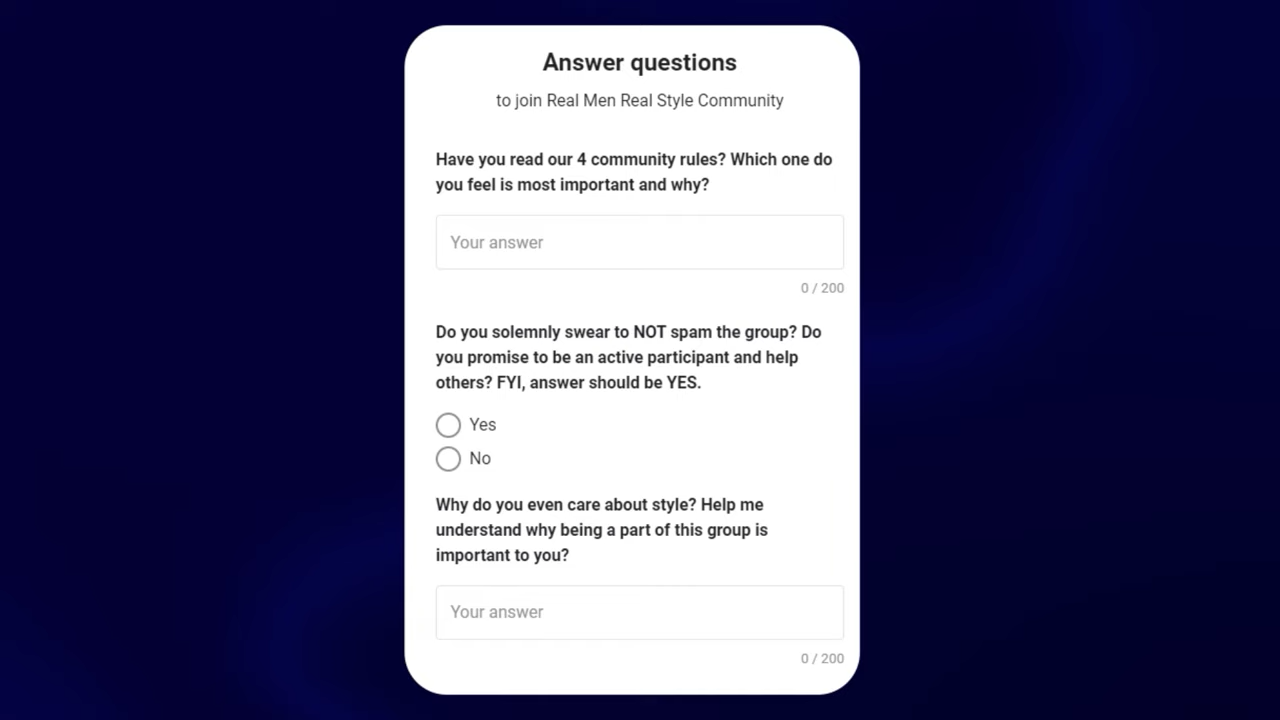 Answer questions
to join Real Men Real Style Community
Have you read our 4 community rules? Which one do
you feel is most important and why?
Your answer
0 / 200
Do you solemnly swear to NOT spam the group? Do
you promise to be an active participant and help
others? FYI, answer should be YES.
Yes
No
Why do you even care about style? Help me
understand why being a part of this group is
important to you?
Your answer
0 / 200